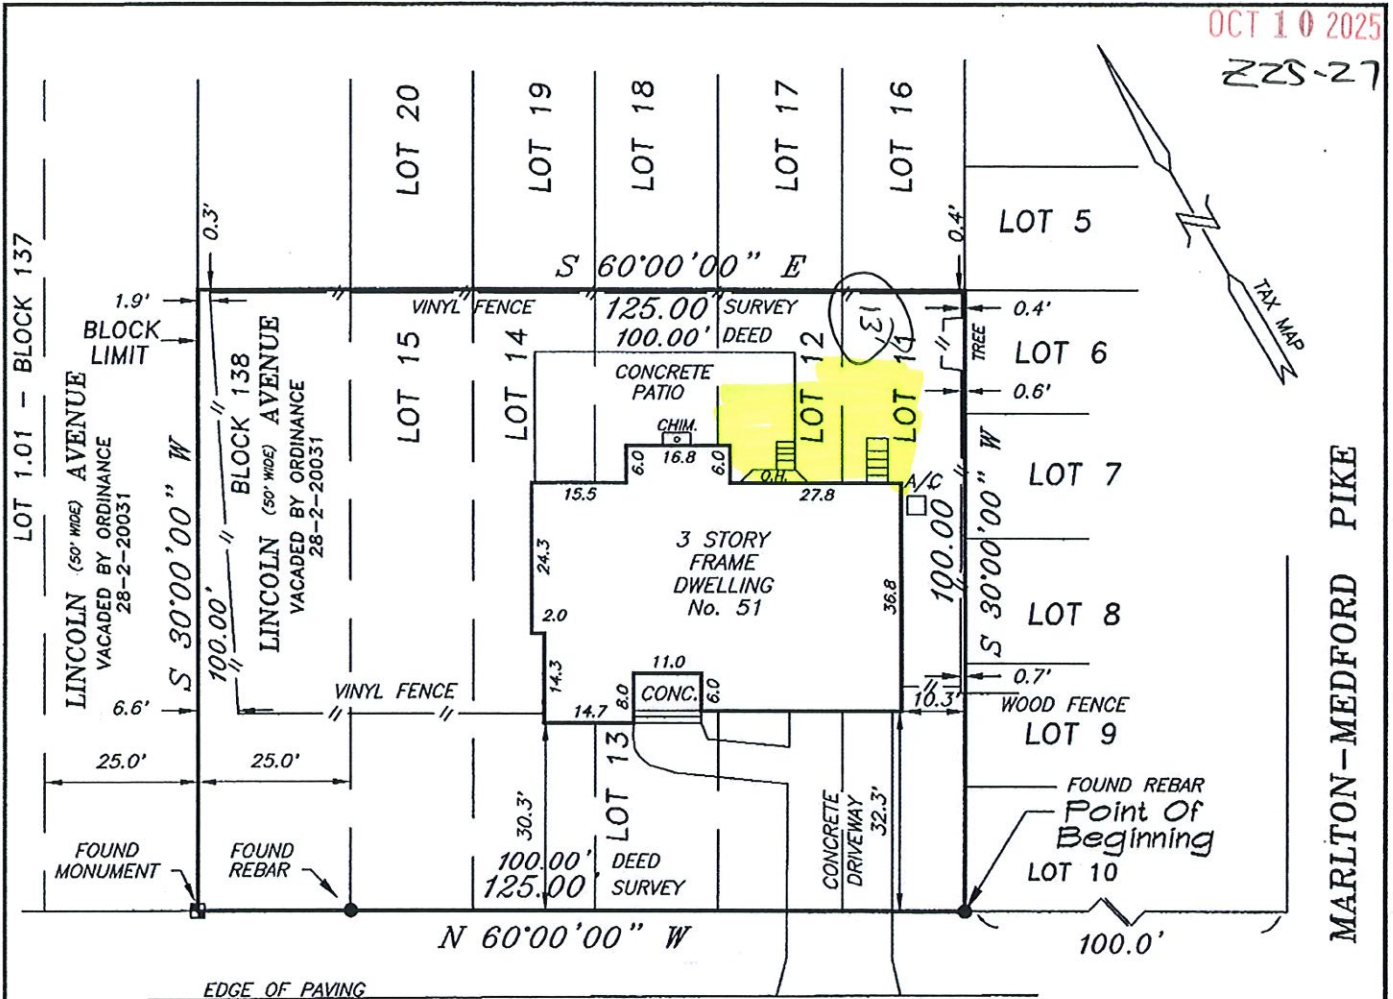 OCT 10 2025
Z25-27
LOT 20
LOT 19
LOT 18
LOT 17
LOT 16
LOT 5
TAX MAP
0.3'
0.4'
S 60°00'00" E
LOT 1.01 - BLOCK 137
1.9'
BLOCK
LIMIT
VINYL FENCE
125.00 SURVEY
100.00' DEED
13'
0.4'
TREE
LOT 6
0.6'
LINCOLN (50' WIDE) AVENUE
VACADED BY ORDINANCE
28-2-20031
S 30°00'00" W
100.00'
BLOCK 138
LINCOLN (50' WIDE) AVENUE
VACADED BY ORDINANCE
28-2-20031
LOT 15
LOT 14
CONCRETE
PATIO
LOT 12
LOT 11
CHIM.
6.0
16.8
6.0
O.H.
15.5
27.8
A/C
LOT 7
24.3
3 STORY
FRAME
DWELLING
No. 51
36.8
100.00
S 30°00'00" W
LOT 8
2.0
14.3
11.0
8.0
CONC.
6.0
14.7
0.7'
10.3'
WOOD FENCE
LOT 9
VINYL FENCE
6.6'
25.0'
25.0'
LOT 13
30.3'
CONCRETE
DRIVEWAY
32.3'
FOUND REBAR
Point Of
Beginning
LOT 10
FOUND
MONUMENT
FOUND
REBAR
100.00' DEED
125.00' SURVEY
N 60°00'00" W
100.0'
MARLTON-MEDFORD PIKE
EDGE OF PAVING